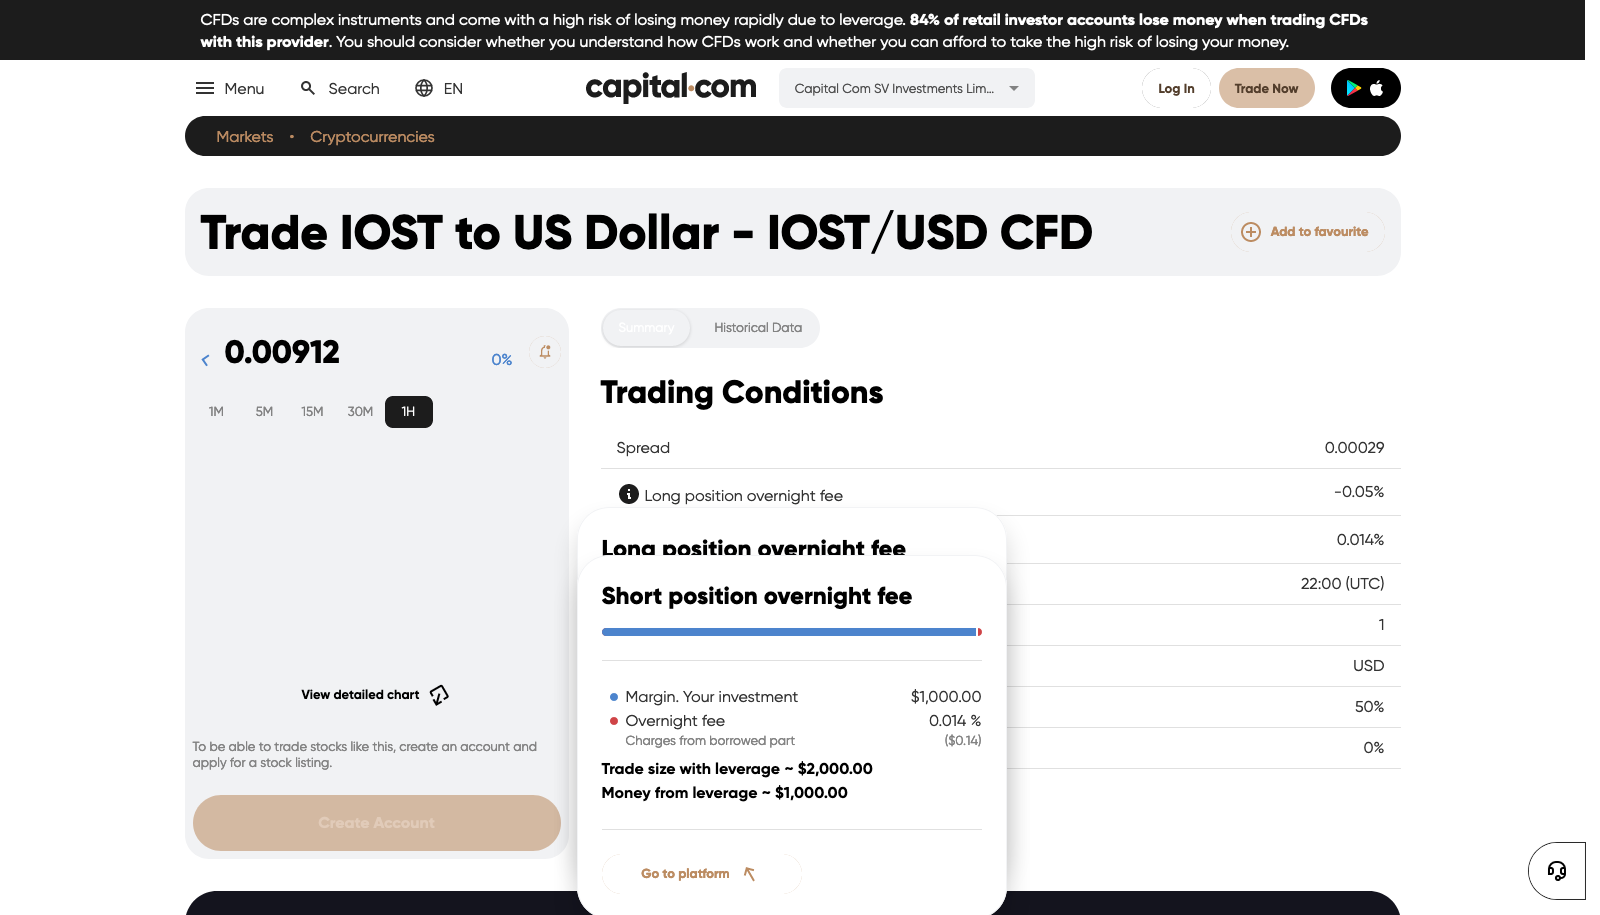 CFDs are complex instruments and come with a high risk of losing money rapidly due to leverage. 84% of retail investor accounts lose money when trading CFDs
with this provider. You should consider whether you understand how CFDs work and whether you can afford to take the high risk of losing your money.
Menu Search EN capital.com Capital Com SV Investments Lim... Log In Trade Now
Markets • Cryptocurrencies
Trade IOST to US Dollar - IOST/USD CFD
Add to favourite
0.00912 0%
1M 5M 15M 30M 1H
View detailed chart
To be able to trade stocks like this, create an account and
apply for a stock listing.
Create Account
Summary Historical Data
Trading Conditions
Spread 0.00029
Long position overnight fee -0.05%
0.014%
22:00 (UTC)
1
USD
50%
0%
Long position overnight fee
Short position overnight fee
Margin. Your investment $1,000.00
Overnight fee 0.014 %
Charges from borrowed part ($0.14)
Trade size with leverage ~ $2,000.00
Money from leverage ~ $1,000.00
Go to platform